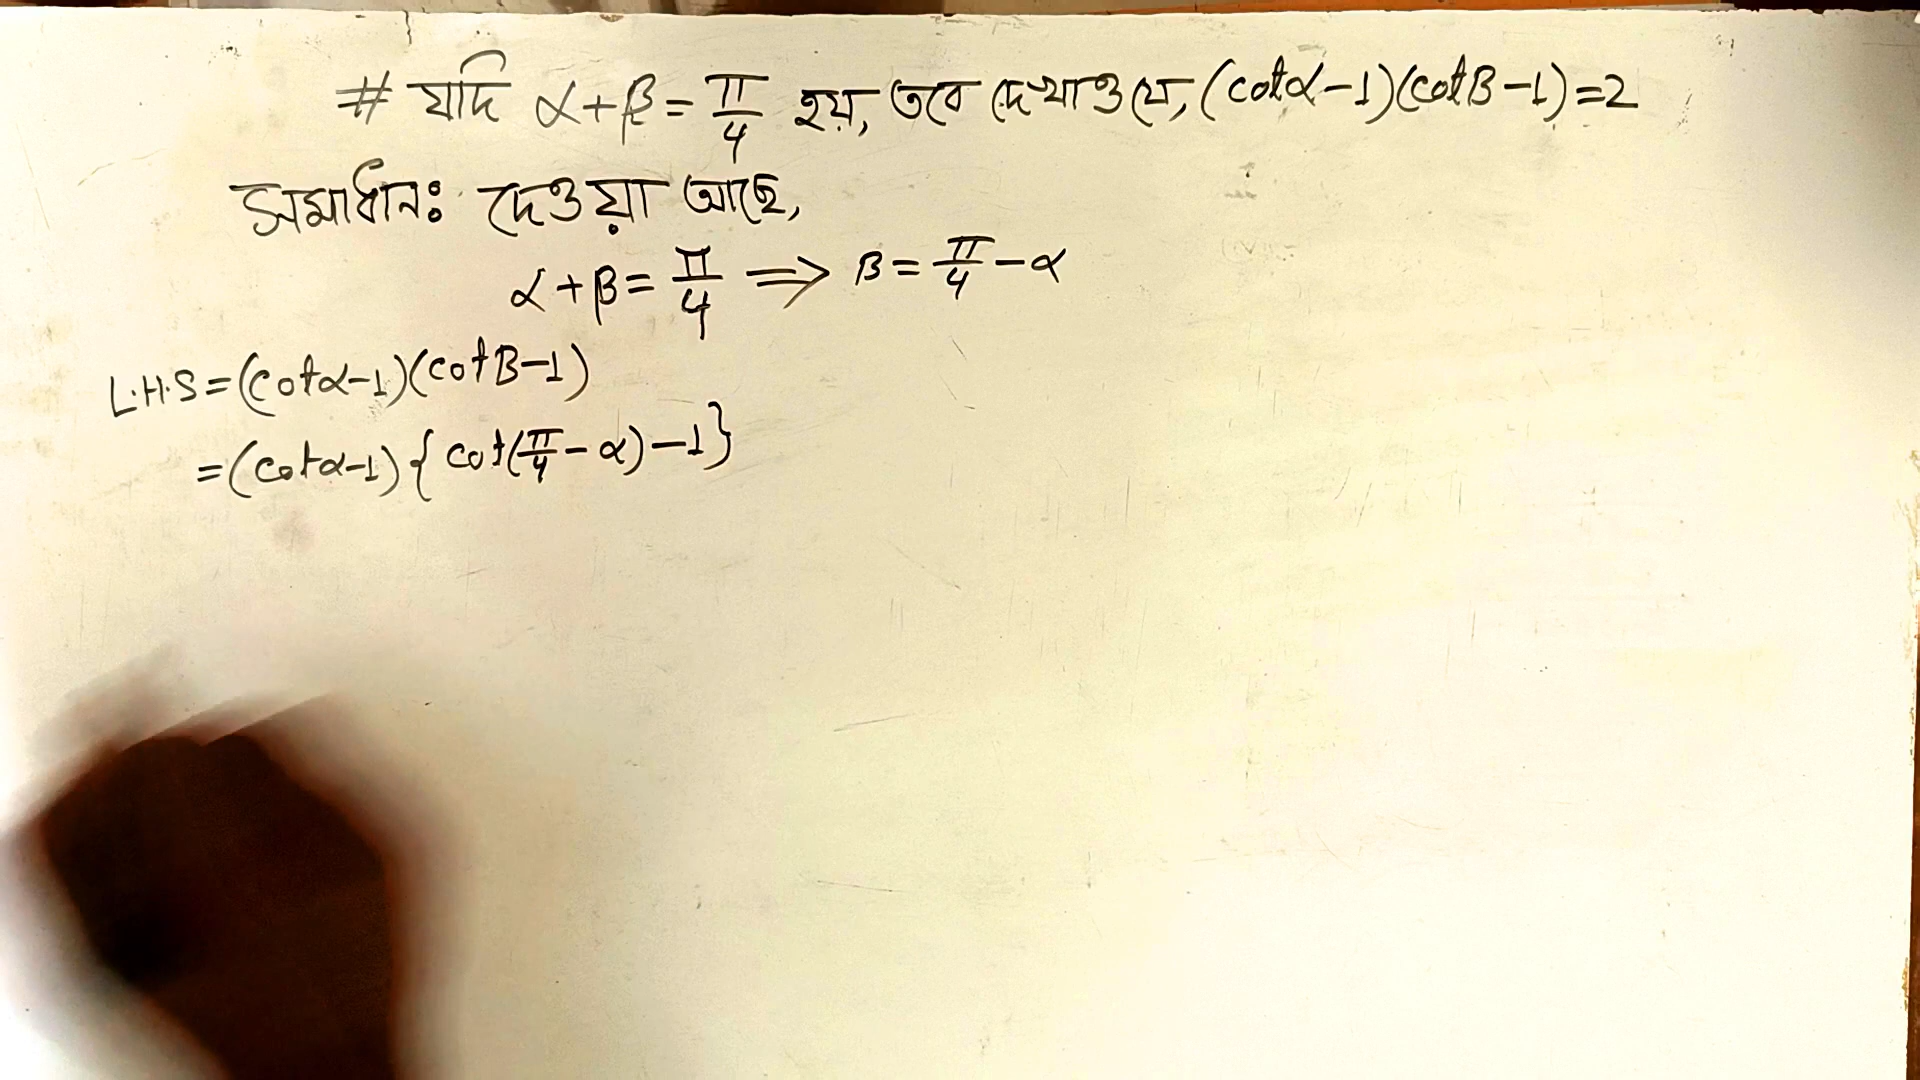 # যদি α+β=π/4 হয়, তবে দেখাও যে, (cotα-1)(cotβ-1)=2
সমাধানঃ দেওয়া আছে,
α+β=π/4 ⟹ β=π/4-α
L.H.S=(cotα-1)(cotβ-1)
=(cotα-1){cot(π/4-α)-1}